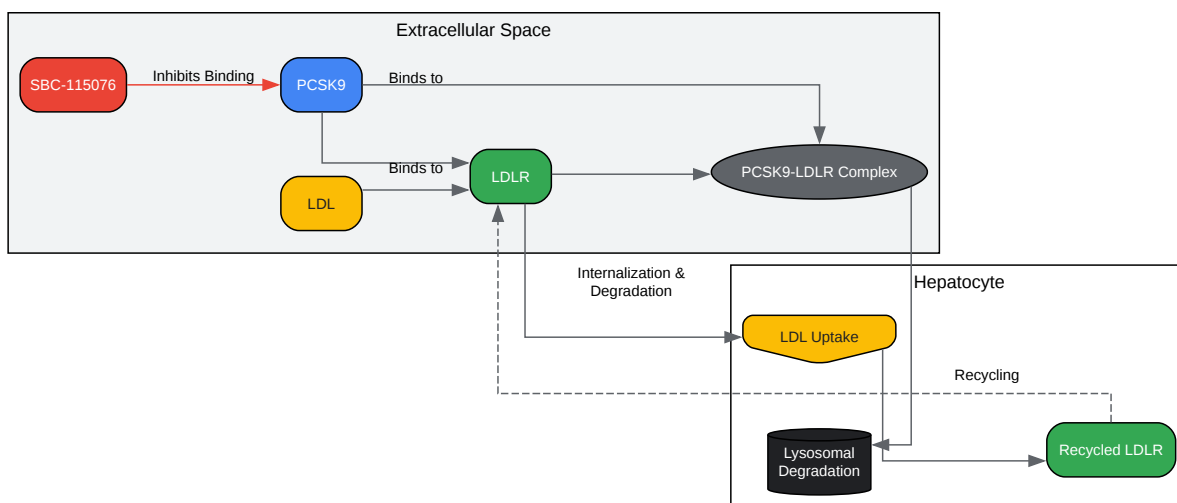 Extracellular Space
SBC-115076
Inhibits Binding
PCSK9
Binds to
Binds to
LDLR
PCSK9-LDLR Complex
LDL
Internalization &
Degradation
Hepatocyte
LDL Uptake
Recycling
Lysosomal
Degradation
Recycled LDLR